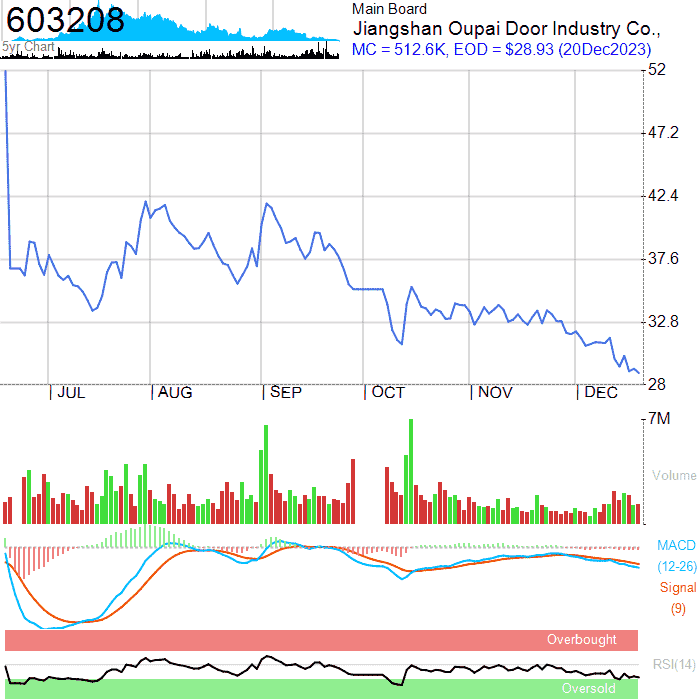 603208
5yr Chart
Main Board
Jiangshan Oupai Door Industry Co.,
MC = 512.6K, EOD = $28.93 (20Dec2023)
52
47.2
42.4
37.6
32.8
28
JUL AUG SEP OCT NOV DEC
7M
Volume
MACD
(12-26)
Signal
(9)
Overbought
RSI(14)
Oversold